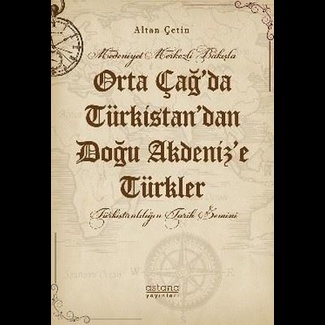 Altan Çetin
Medeniyet Merkezli Bakışla
Orta Çağ'da
Türkistan'dan
Doğu Akdeniz'e
Türkler
Türkistanlılığın Tarih Zemini
astana
yayınları